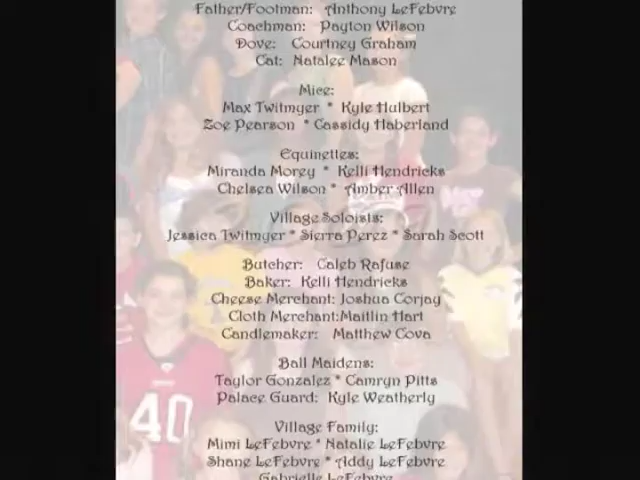 Father/Footman: Anthony LeFebvre
Coachman: Payton Wilson
Dove: Courtney Graham
Cat: Natalee Mason
Mice:
Max Twitmyer * Kyle Hulbert
Zoe Pearson * Cassidy Haberland
Equinettes:
Miranda Morey * Kelli Hendricks
Chelsea Wilson * Amber Allen
Village Soloists:
Jessica Twitmyer * Sierra Perez * Sarah Scott
Butcher: Caleb Rafuse
Baker: Kelli Hendricks
Cheese Merchant: Joshua Corjay
Cloth Merchant:Maitlin Hart
Candlemaker: Matthew Cova
Ball Maidens:
Taylor Gonzalez * Camryn Pitts
Palace Guard: Kyle Weatherly
Village Family:
Mimi LeFebvre * Natalie LeFebvre
Shane LeFebvre * Addy LeFebvre
Gabrielle LeFebvre
40